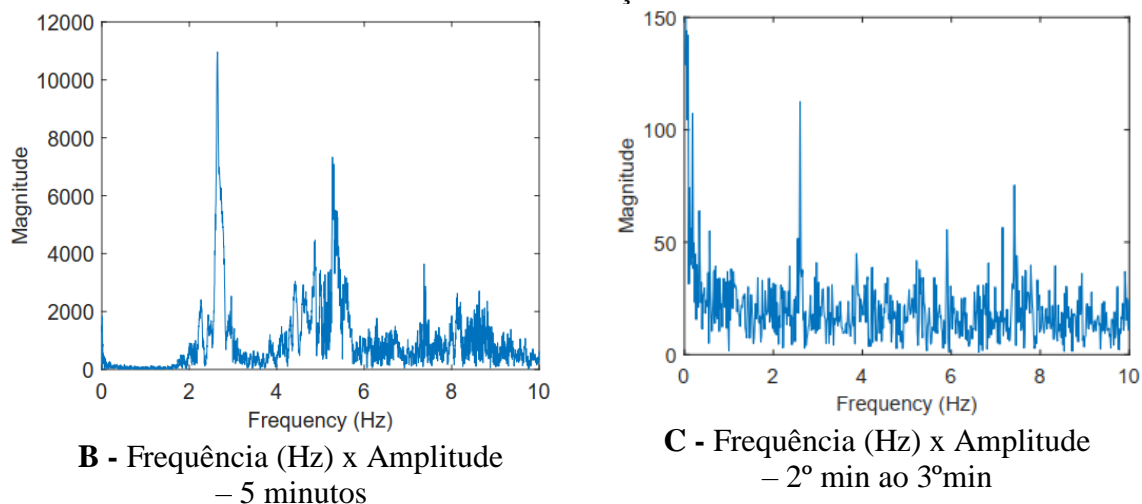 12000
10000
8000
6000
4000
2000
0
Magnitude
0 2 4 6 8 10
Frequency (Hz)
B - Frequência (Hz) x Amplitude
– 5 minutos
150
100
50
0
Magnitude
0 2 4 6 8 10
Frequency (Hz)
C - Frequência (Hz) x Amplitude
– 2º min ao 3ºmin